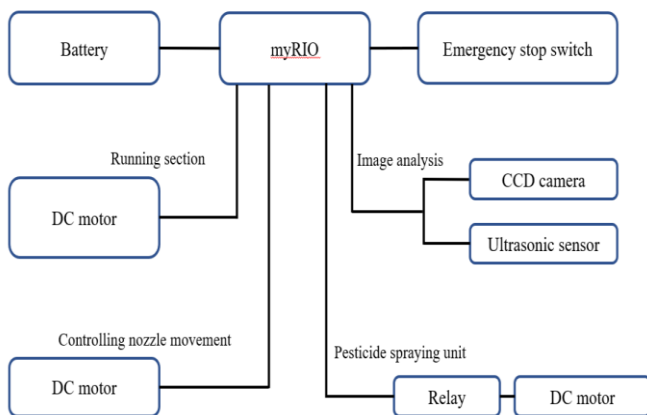 Battery
myRIO
Emergency stop switch
Running section
Image analysis
DC motor
CCD camera
Ultrasonic sensor
Controlling nozzle movement
Pesticide spraying unit
DC motor
Relay
DC motor